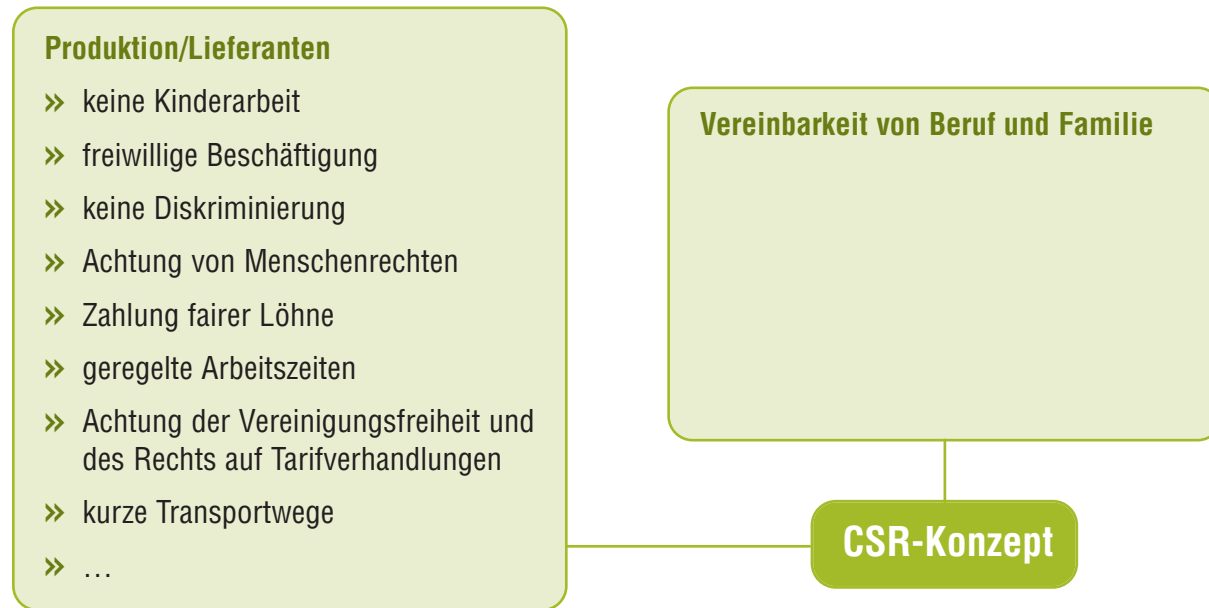 Produktion/Lieferanten
» keine Kinderarbeit
» freiwillige Beschäftigung
» keine Diskriminierung
» Achtung von Menschenrechten
» Zahlung fairer Löhne
» geregelte Arbeitszeiten
» Achtung der Vereinigungsfreiheit und
des Rechts auf Tarifverhandlungen
» kurze Transportwege
» …
Vereinbarkeit von Beruf und Familie
CSR-Konzept